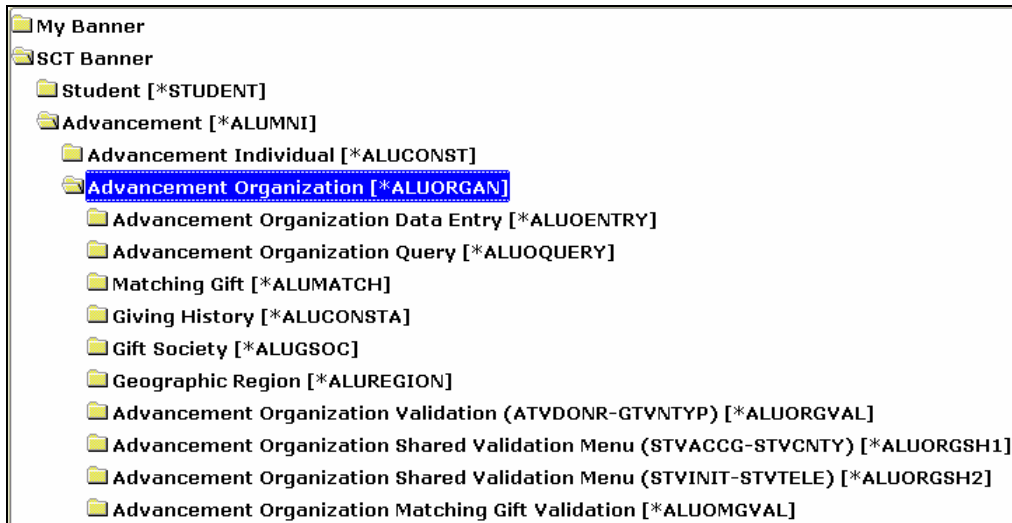 My Banner
SCT Banner
Student [*STUDENT]
Advancement [*ALUMNI]
Advancement Individual [*ALUCONST]
Advancement Organization [*ALUORGAN]
Advancement Organization Data Entry [*ALUOENTRY]
Advancement Organization Query [*ALUOQUERY]
Matching Gift [*ALUMATCH]
Giving History [*ALUCONSTA]
Gift Society [*ALUGSOC]
Geographic Region [*ALUREGION]
Advancement Organization Validation (ATVDONR-GTVNTYP) [*ALUORGVAL]
Advancement Organization Shared Validation Menu (STVACCG-STVCNTY) [*ALUORGSH1]
Advancement Organization Shared Validation Menu (STVINIT-STVTELE) [*ALUORGSH2]
Advancement Organization Matching Gift Validation [*ALUOMGVAL]